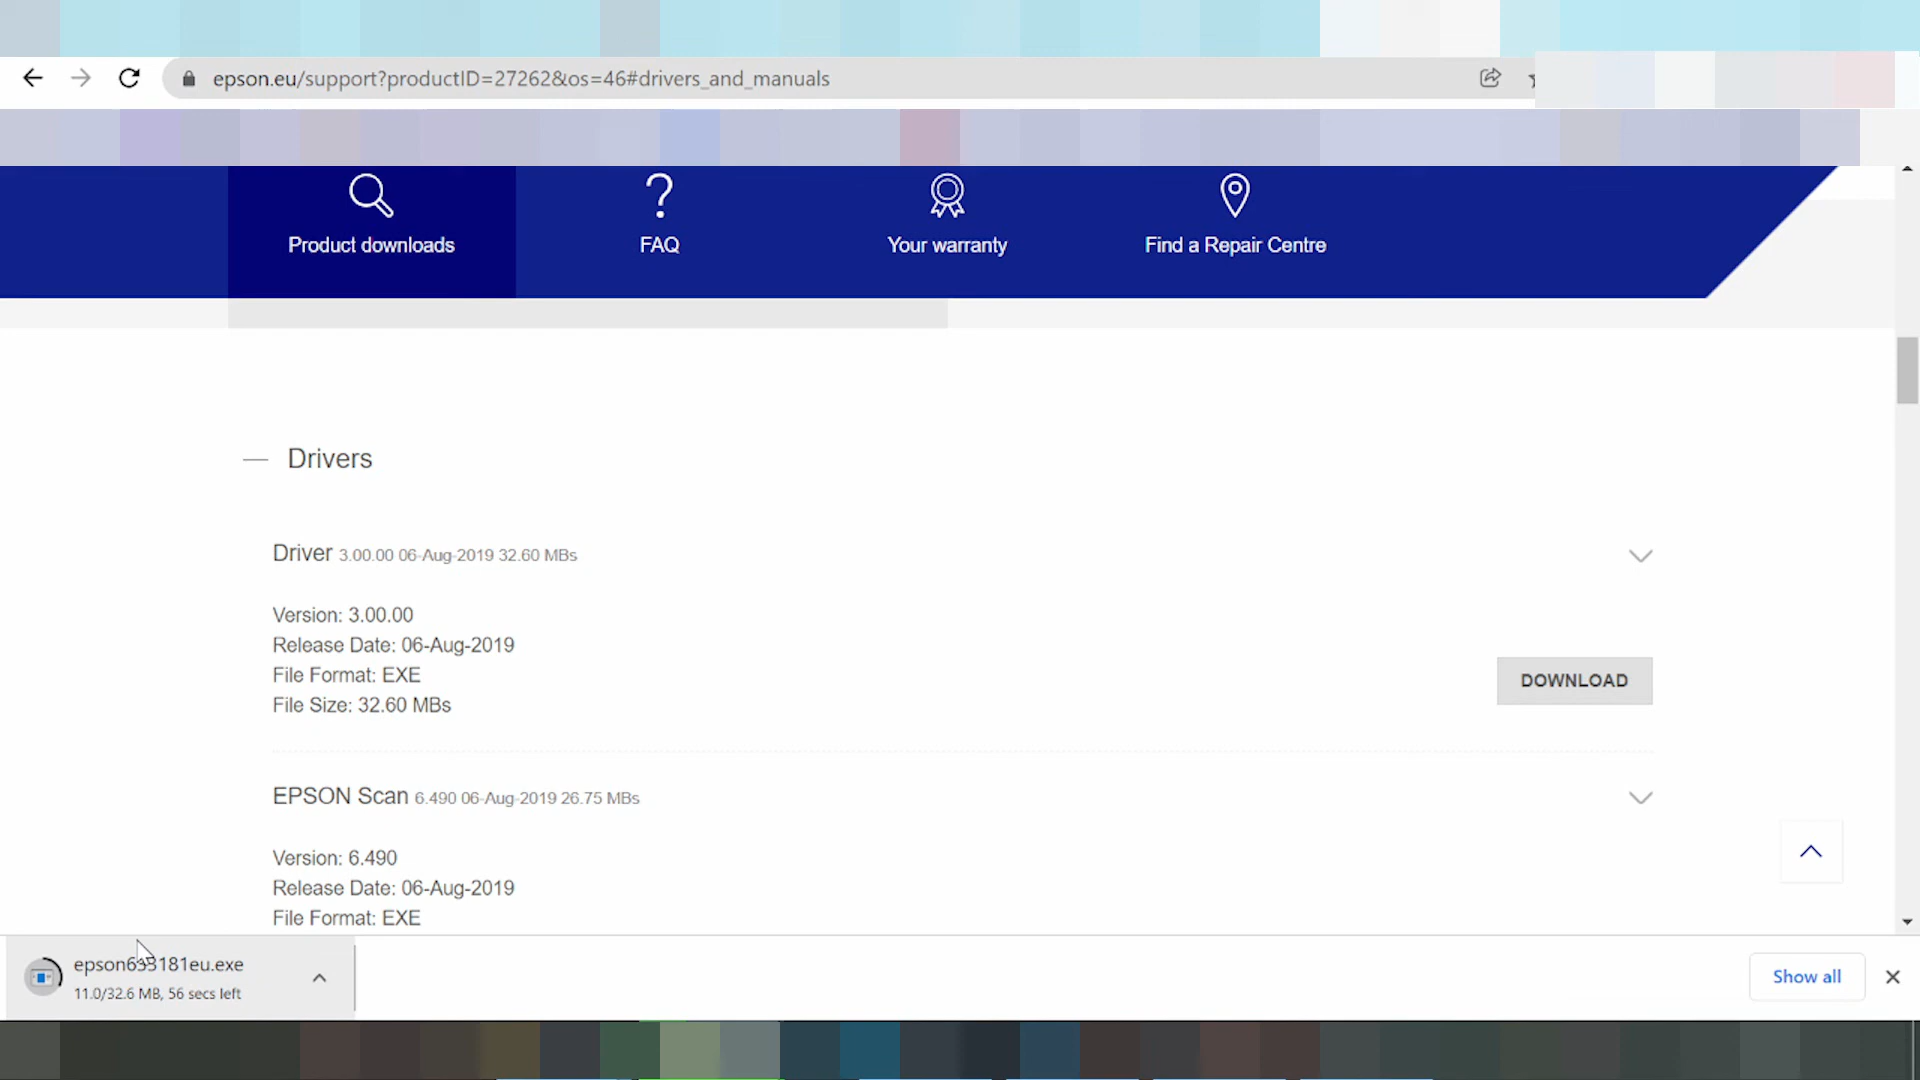 epson.eu/support?productID=27262&os=46#drivers_and_manuals
Product downloads
FAQ
Your warranty
Find a Repair Centre
Drivers
Driver 3.00.00 06-Aug-2019 32.60 MBs
Version: 3.00.00
Release Date: 06-Aug-2019
File Format: EXE
File Size: 32.60 MBs
DOWNLOAD
EPSON Scan 6.490 06-Aug-2019 26.75 MBs
Version: 6.490
Release Date: 06-Aug-2019
File Format: EXE
epson653181eu.exe
11.0/32.6 MB, 56 secs left
Show all